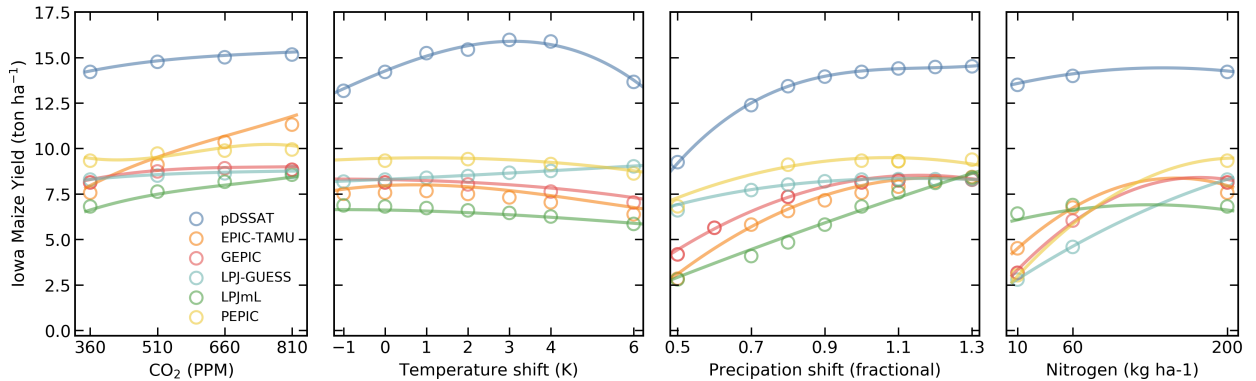 Iowa Maize Yield (ton ha⁻¹)
17.5
15.0
12.5
10.0
7.5
5.0
2.5
0.0
pDSSAT
EPIC-TAMU
GEPIC
LPJ-GUESS
LPJmL
PEPIC
360 510 660 810
CO₂ (PPM)
−1 0 1 2 3 4 6
Temperature shift (K)
0.5 0.7 0.9 1.0 1.1 1.3
Precipation shift (fractional)
10 60 200
Nitrogen (kg ha-1)